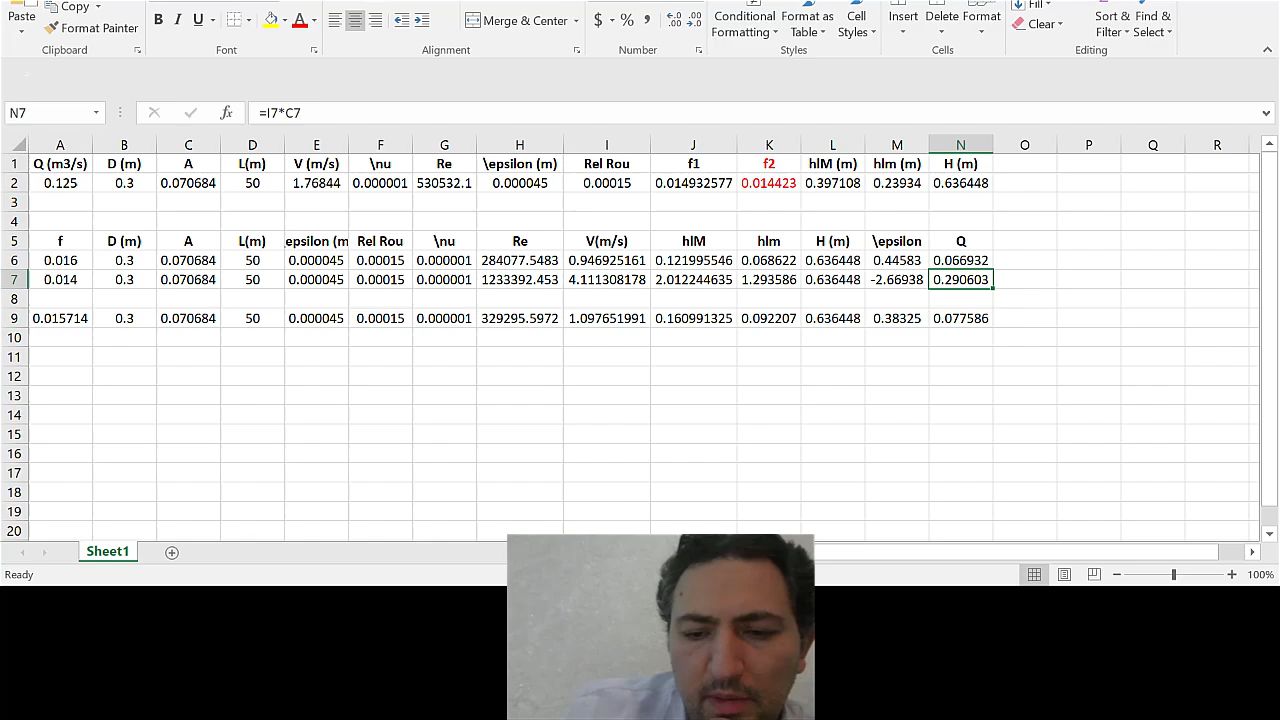 Paste
Copy
Format Painter
Clipboard
B I U
A
Font
Merge & Center
Alignment
$ % ,
Number
Conditional Formatting
Format as Table
Cell Styles
Styles
Insert Delete Format
Cells
Fill
Clear
Sort & Filter
Find & Select
Editing
N7 fx =I7*C7
A B C D E F G H I J K L M N O P Q R
1 Q (m3/s) D (m) A L(m) V (m/s) \nu Re \epsilon (m) Rel Rou f1 f2 hlM (m) hlm (m) H (m)
2 0.125 0.3 0.070684 50 1.76844 0.000001 530532.1 0.000045 0.00015 0.014932577 0.014423 0.397108 0.23934 0.636448
3
4
5 f D (m) A L(m) epsilon (m Rel Rou \nu Re V(m/s) hlM hlm H (m) \epsilon Q
6 0.016 0.3 0.070684 50 0.000045 0.00015 0.000001 284077.5483 0.946925161 0.121995546 0.068622 0.636448 0.44583 0.066932
7 0.014 0.3 0.070684 50 0.000045 0.00015 0.000001 1233392.453 4.111308178 2.012244635 1.293586 0.636448 -2.66938 0.290603
8
9 0.015714 0.3 0.070684 50 0.000045 0.00015 0.000001 329295.5972 1.097651991 0.160991325 0.092207 0.636448 0.38325 0.077586
10
11
12
13
14
15
16
17
18
19
20
Sheet1
Ready
100%